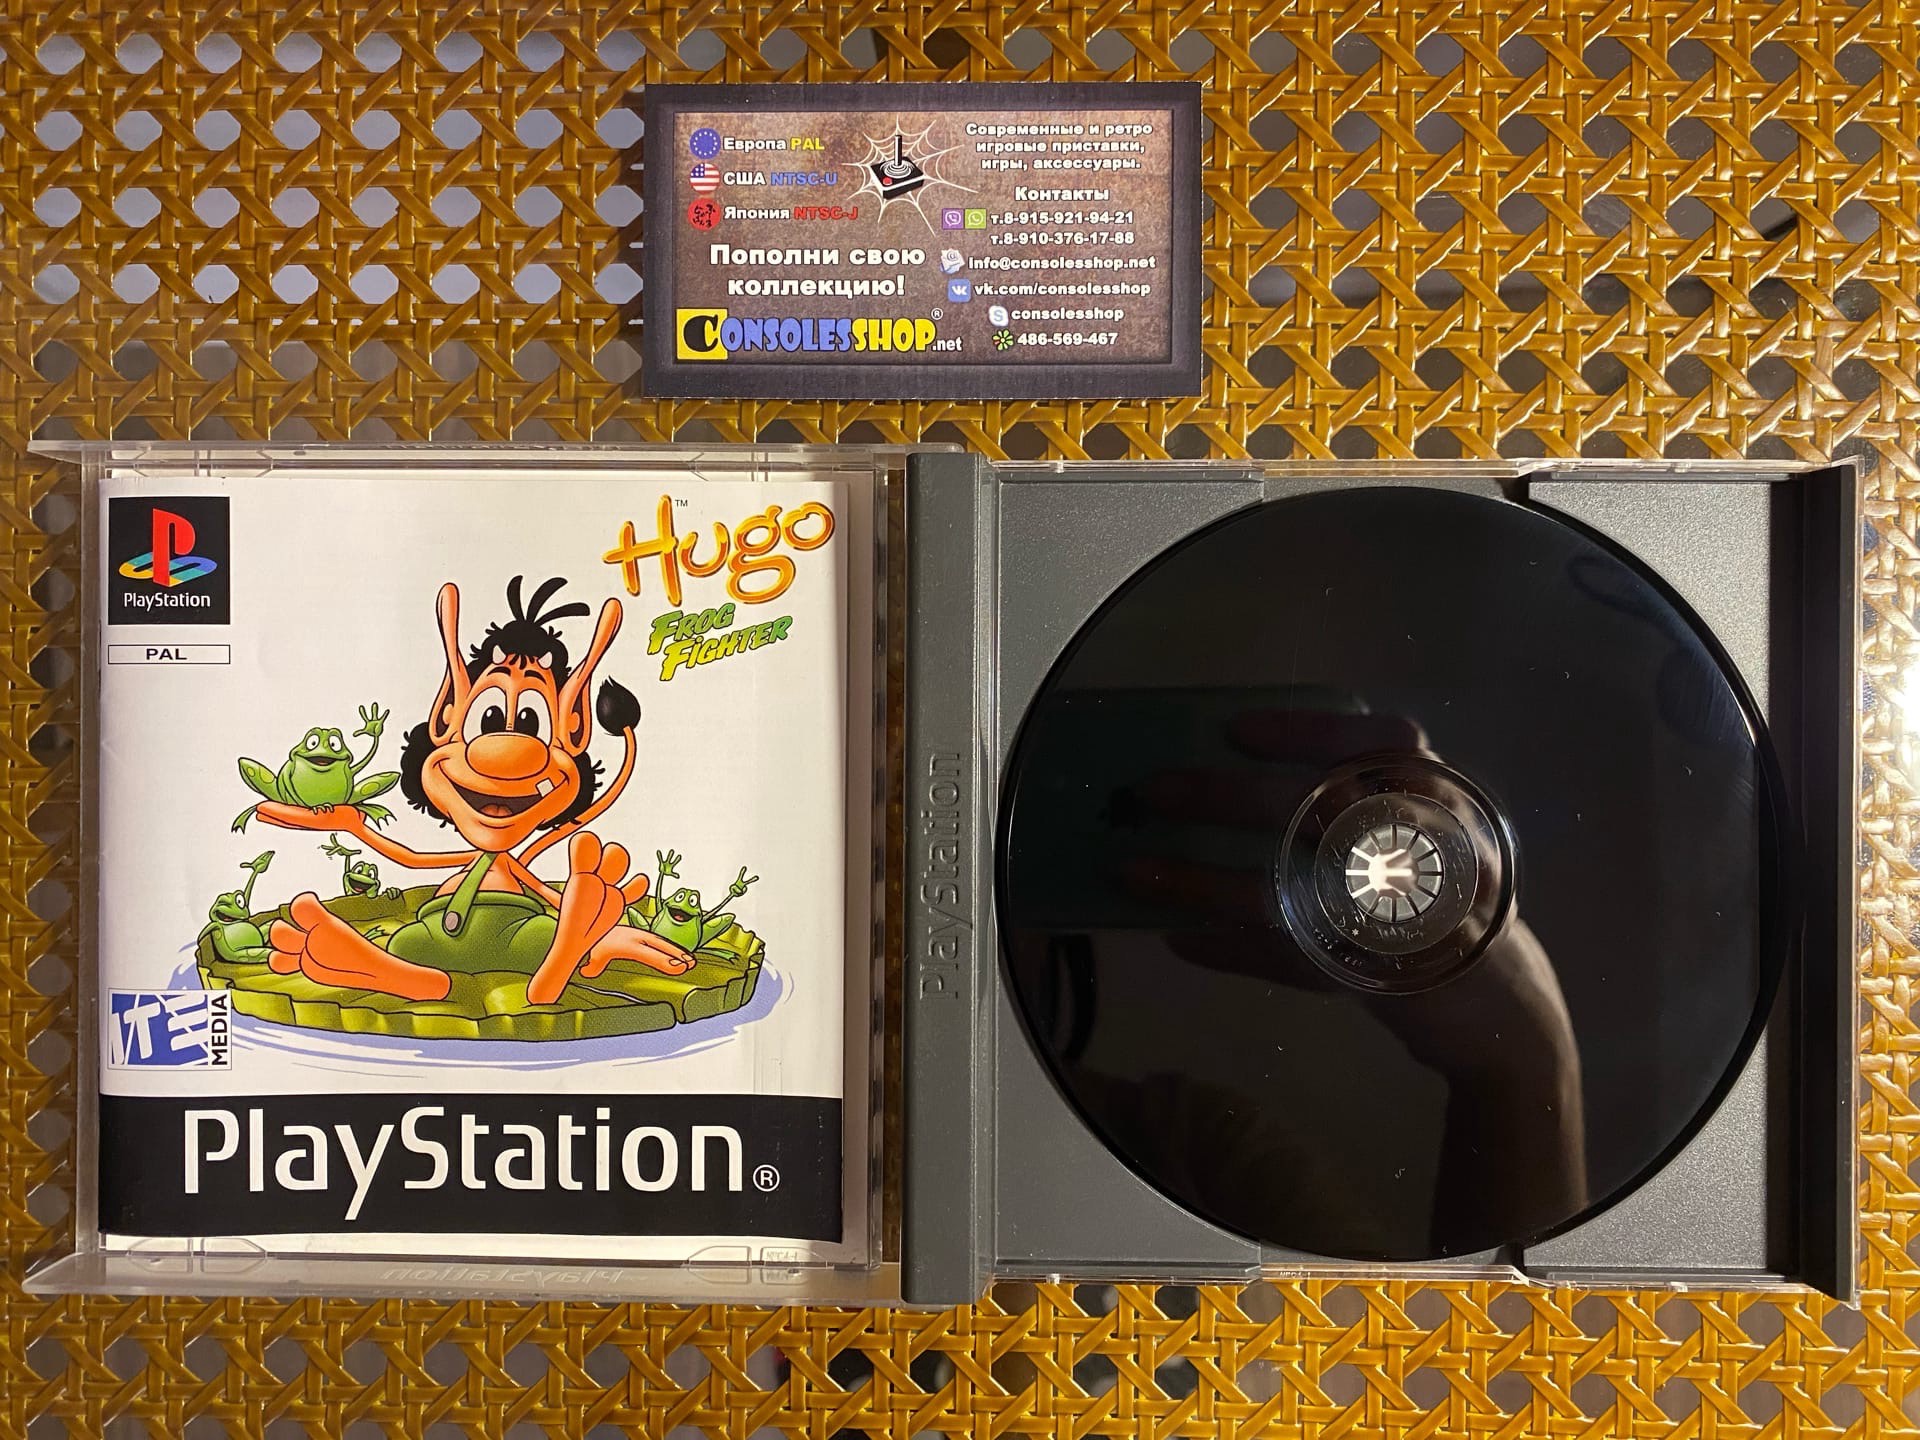 Европа PAL
США NTSC-U
Япония NTSC-J
Пополни свою
коллекцию!
CONSOLESSHOP.net
®
Современные и ретро
игровые приставки,
игры, аксессуары.
Контакты
т.8-915-921-94-21
т.8-910-376-17-88
info@consolesshop.net
vk.com/consolesshop
consolesshop
486-569-467
PlayStation
PAL
Hugo
™
FROG
FIGHTER
ITE
MEDIA
PlayStation®
PlayStation
PlayStation